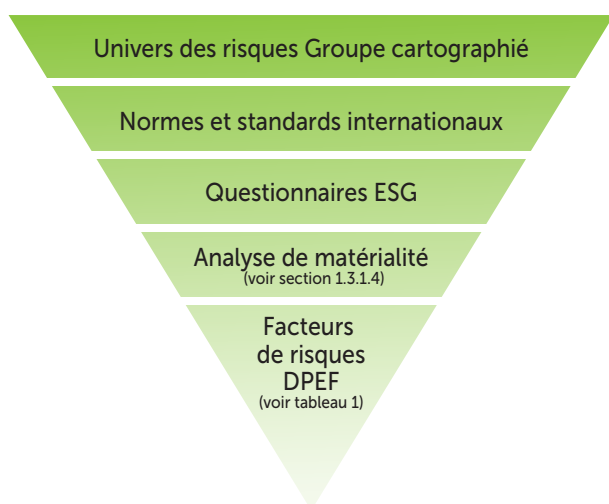 Univers des risques Groupe cartographié
Normes et standards internationaux
Questionnaires ESG
Analyse de matérialité
(voir section 1.3.1.4)
Facteurs
de risques
DPEF
(voir tableau 1)